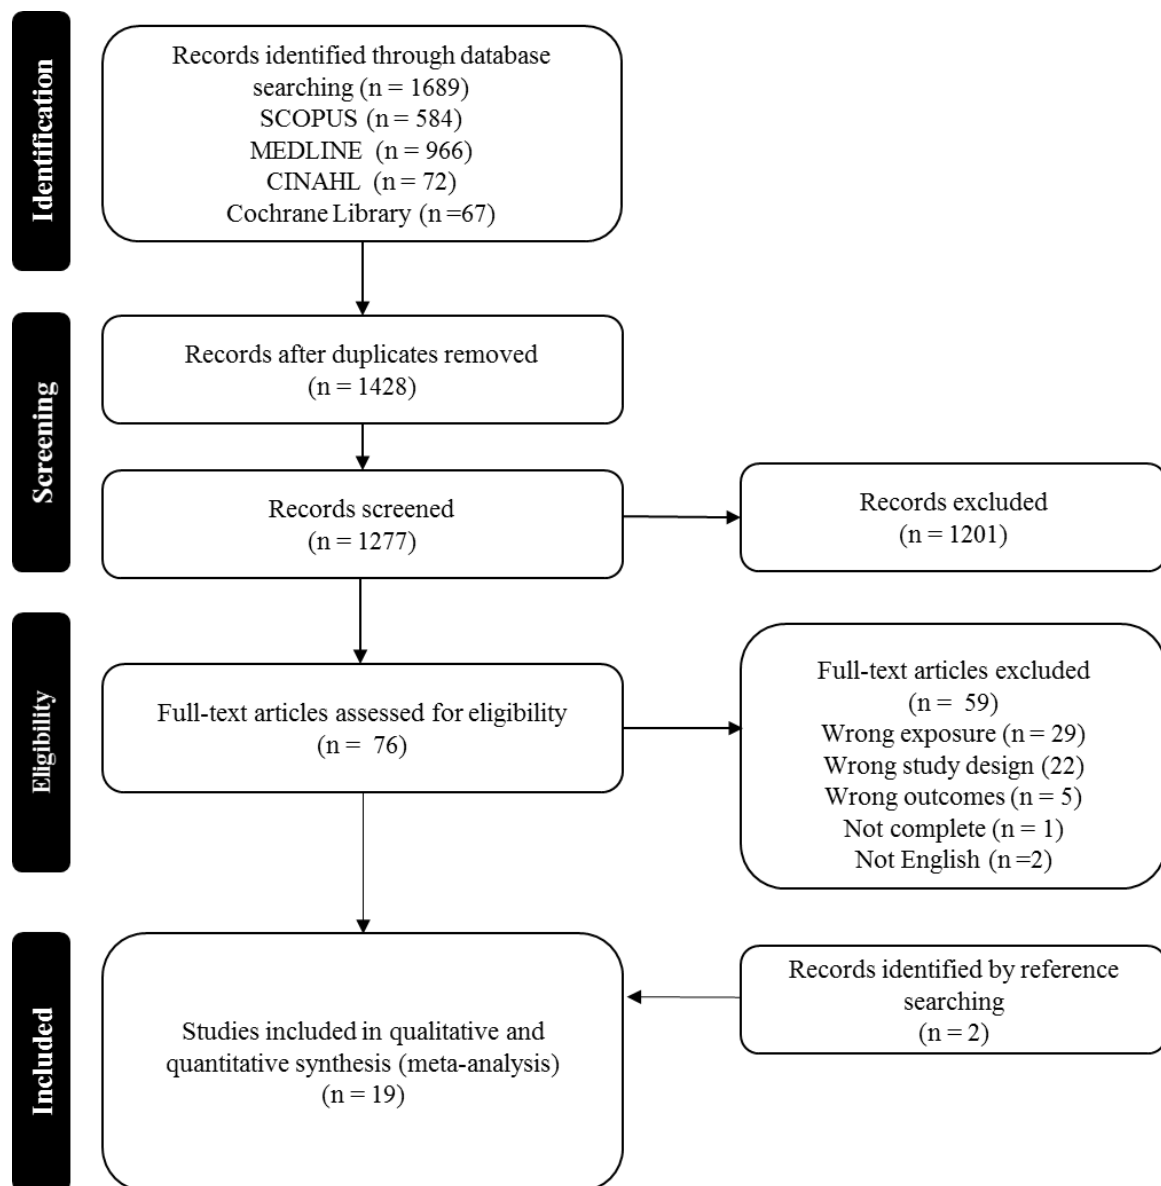 Identification
Records identified through database
searching (n = 1689)
SCOPUS (n = 584)
MEDLINE (n = 966)
CINAHL (n = 72)
Cochrane Library (n =67)
Screening
Records after duplicates removed
(n = 1428)
Records screened
(n = 1277)
Records excluded
(n = 1201)
Eligibility
Full-text articles assessed for eligibility
(n = 76)
Full-text articles excluded
(n = 59)
Wrong exposure (n = 29)
Wrong study design (22)
Wrong outcomes (n = 5)
Not complete (n = 1)
Not English (n =2)
Included
Studies included in qualitative and
quantitative synthesis (meta-analysis)
(n = 19)
Records identified by reference
searching
(n = 2)